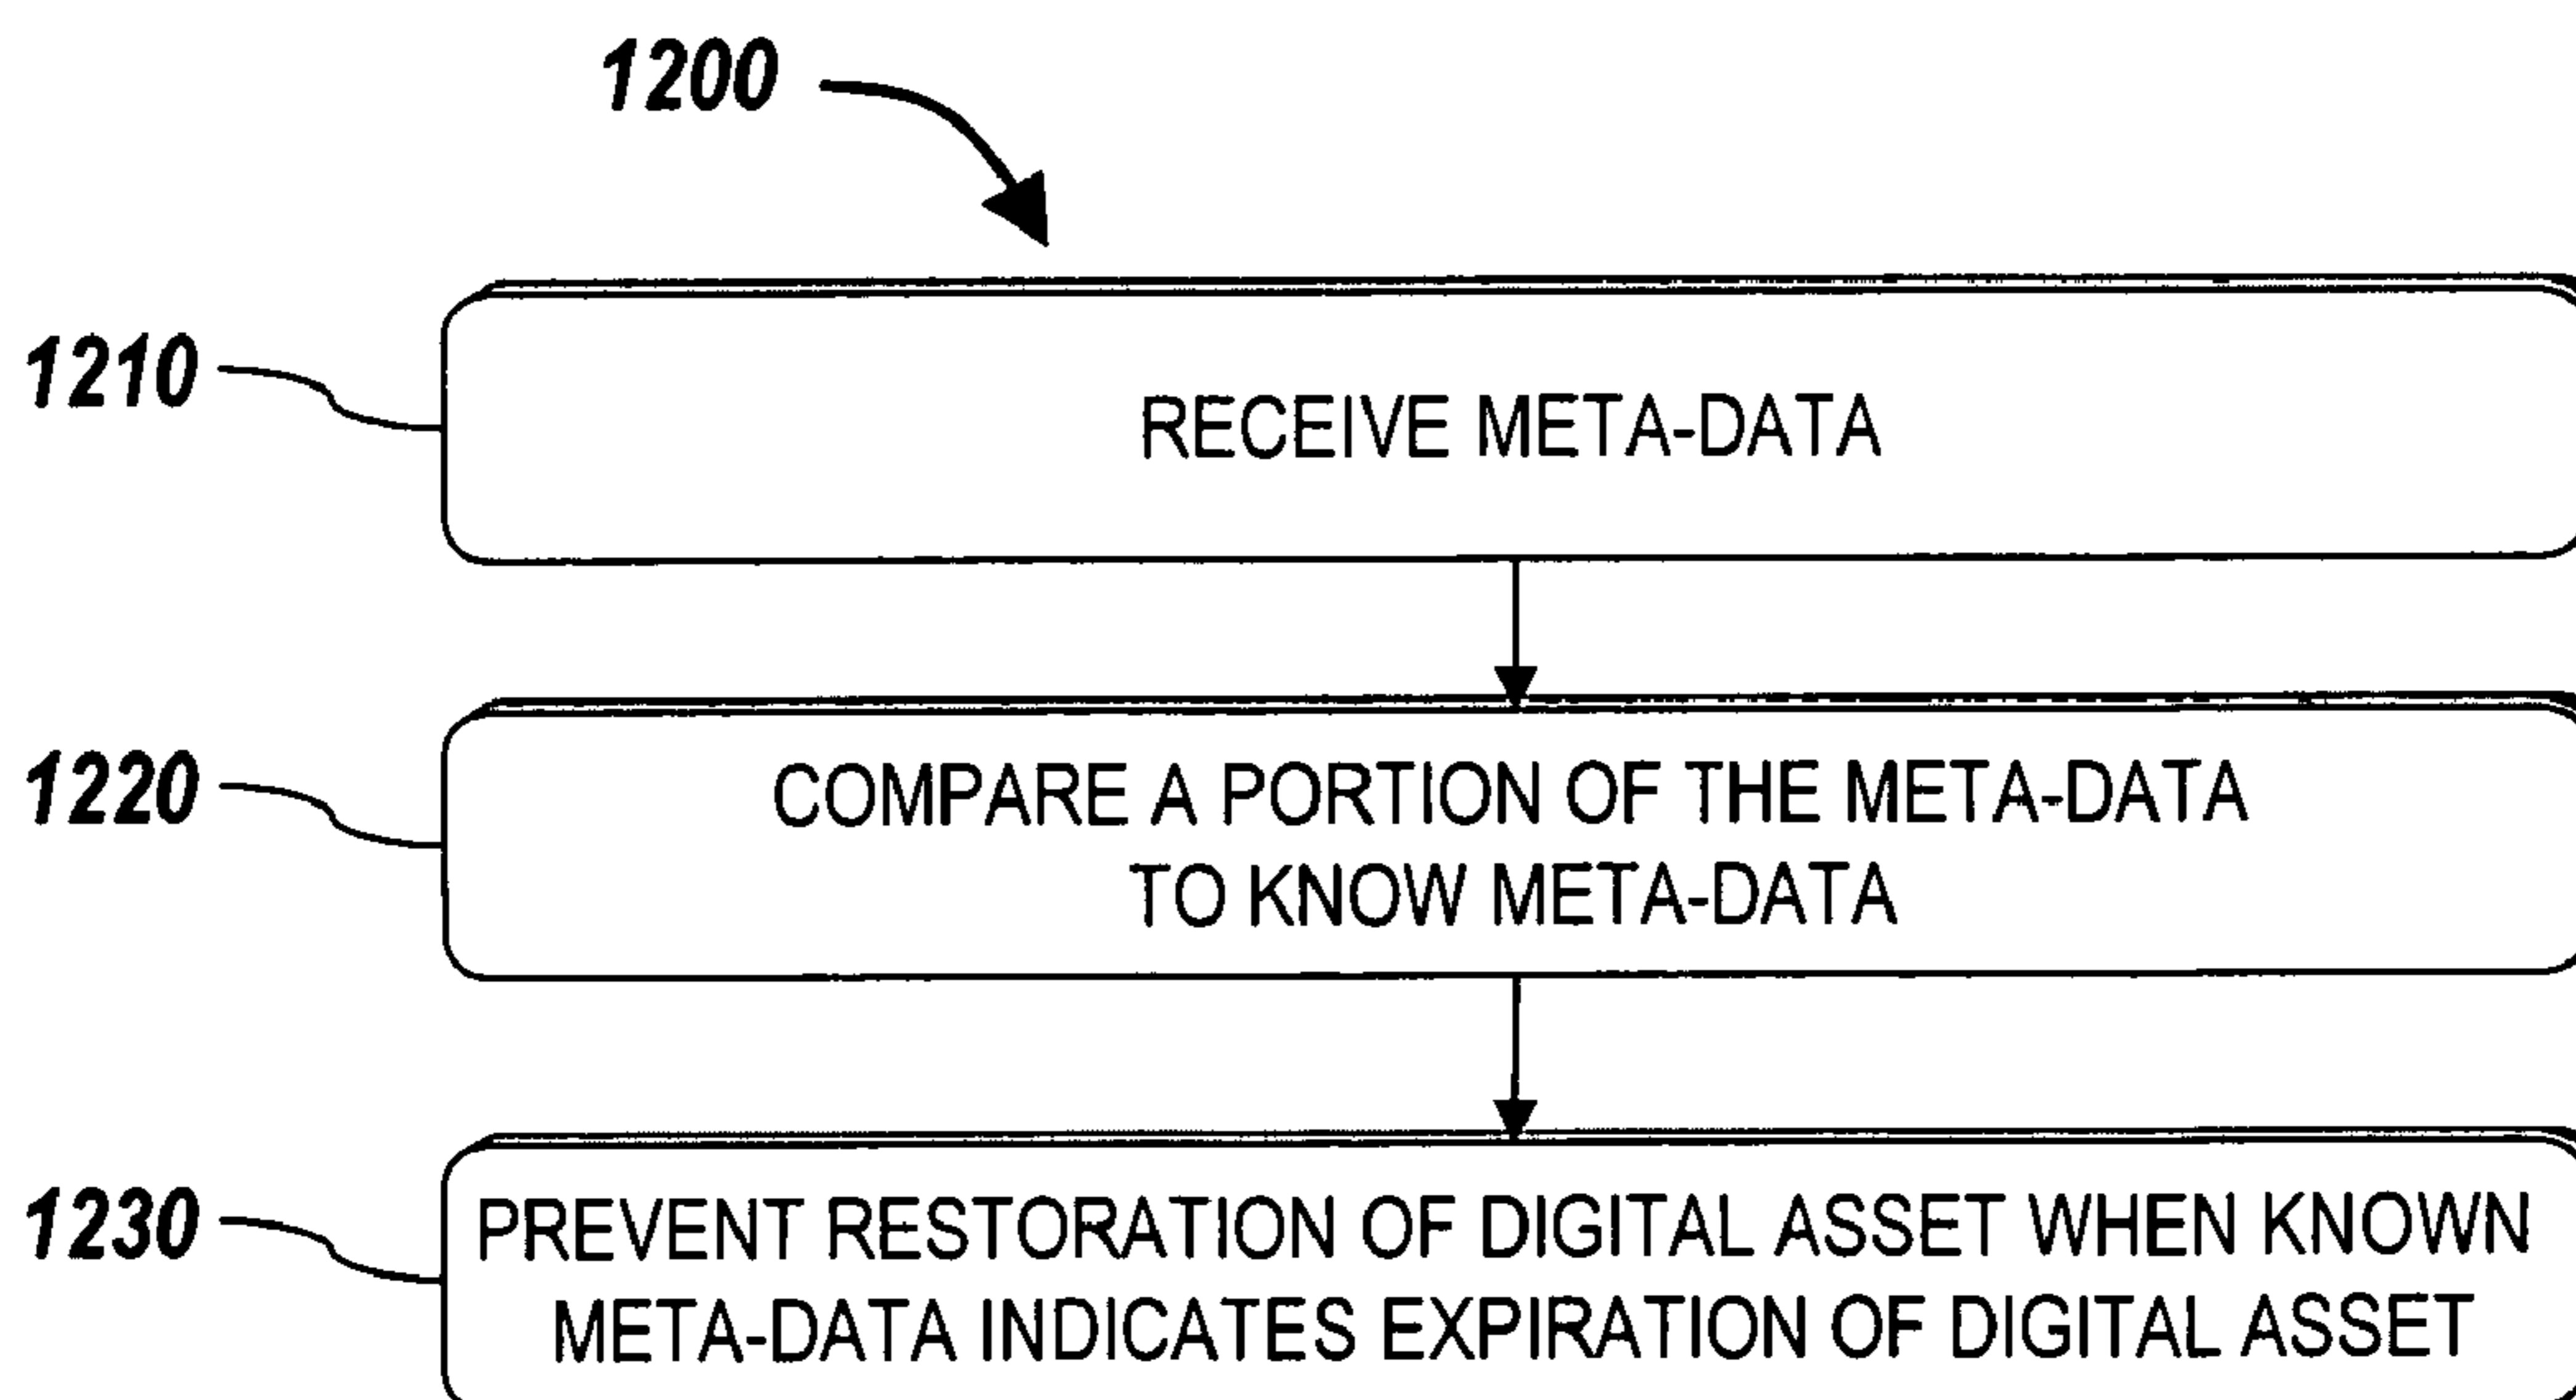 1200
1210
RECEIVE META-DATA
1220
COMPARE A PORTION OF THE META-DATA
TO KNOW META-DATA
1230
PREVENT RESTORATION OF DIGITAL ASSET WHEN KNOWN
META-DATA INDICATES EXPIRATION OF DIGITAL ASSET